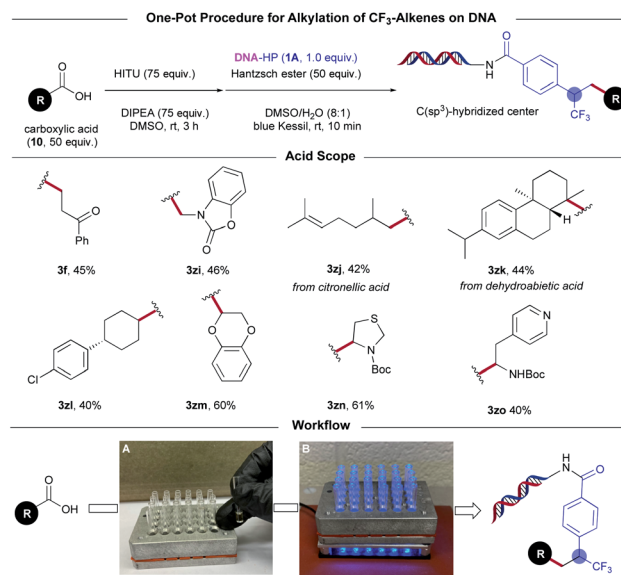 One-Pot Procedure for Alkylation of CF3-Alkenes on DNA
R
O
OH
carboxylic acid
(10, 50 equiv.)
HITU (75 equiv.)
DIPEA (75 equiv.)
DMSO, rt, 3 h
DNA-HP (1A, 1.0 equiv.)
Hantzsch ester (50 equiv.)
DMSO/H2O (8:1)
blue Kessil, rt, 10 min
N
H
O
CF3
R
C(sp3)-hybridized center
Acid Scope
O
Ph
3f, 45%
N
O
O
3zi, 46%
3zj, 42%
from citronellic acid
H
3zk, 44%
from dehydroabietic acid
Cl
3zl, 40%
O
O
3zm, 60%
S
N
Boc
3zn, 61%
N
NHBoc
3zo 40%
Workflow
R
O
OH
A
B
H
N
O
R
CF3